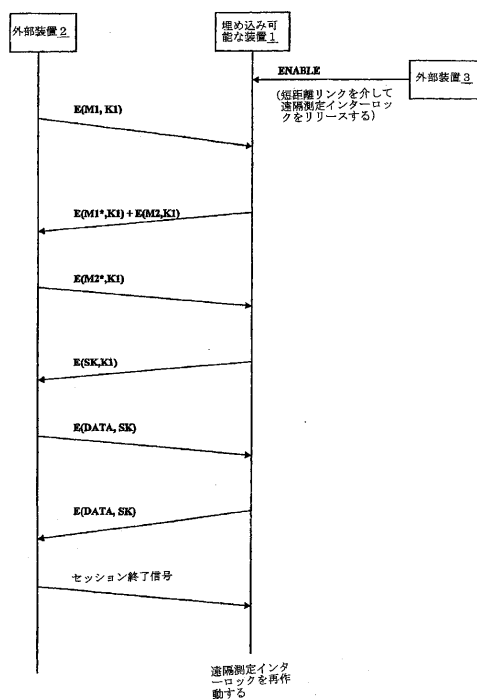 外部装置2
埋め込み可
能な装置1
外部装置3
ENABLE
(短距離リンクを介して
遠隔測定インターロッ
クをリリースする)
E(M1, K1)
E(M1*,K1) + E(M2,K1)
E(M2*,K1)
E(SK,K1)
E(DATA, SK)
E(DATA, SK)
セッション終了信号
遠隔測定インタ
ーロックを再作
動する